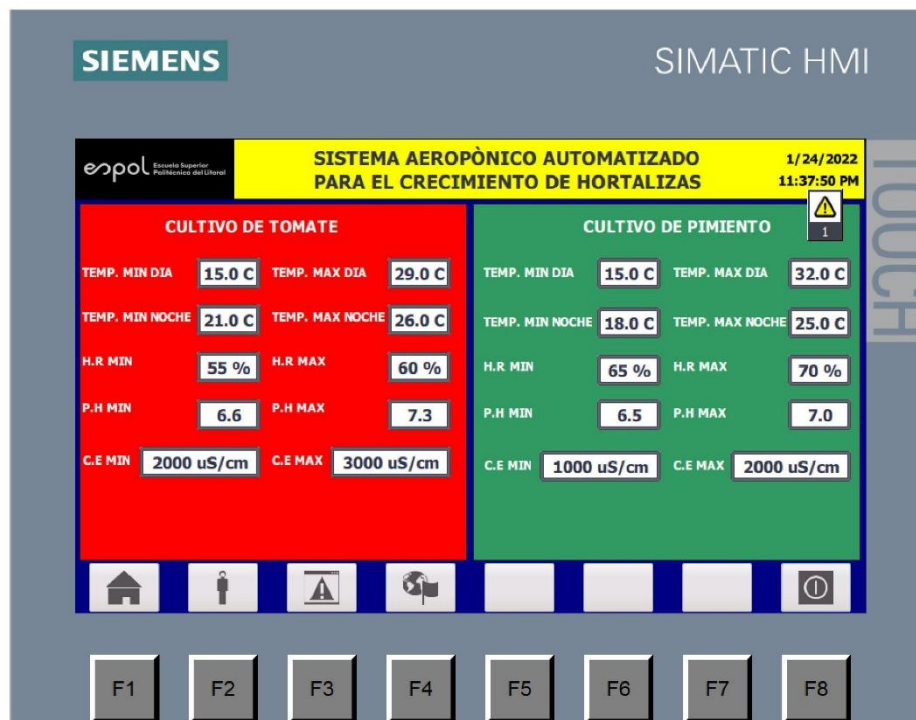 SIEMENS
SIMATIC HMI
TOUCH
espol Escuela Superior
Politécnica del Litoral
SISTEMA AEROPÒNICO AUTOMATIZADO
PARA EL CRECIMIENTO DE HORTALIZAS
1/24/2022
11:37:50 PM
1
CULTIVO DE TOMATE
TEMP. MIN DIA 15.0 C TEMP. MAX DIA 29.0 C
TEMP. MIN NOCHE 21.0 C TEMP. MAX NOCHE 26.0 C
H.R MIN 55 % H.R MAX 60 %
P.H MIN 6.6 P.H MAX 7.3
C.E MIN 2000 uS/cm C.E MAX 3000 uS/cm
CULTIVO DE PIMIENTO
TEMP. MIN DIA 15.0 C TEMP. MAX DIA 32.0 C
TEMP. MIN NOCHE 18.0 C TEMP. MAX NOCHE 25.0 C
H.R MIN 65 % H.R MAX 70 %
P.H MIN 6.5 P.H MAX 7.0
C.E MIN 1000 uS/cm C.E MAX 2000 uS/cm
F1 F2 F3 F4 F5 F6 F7 F8